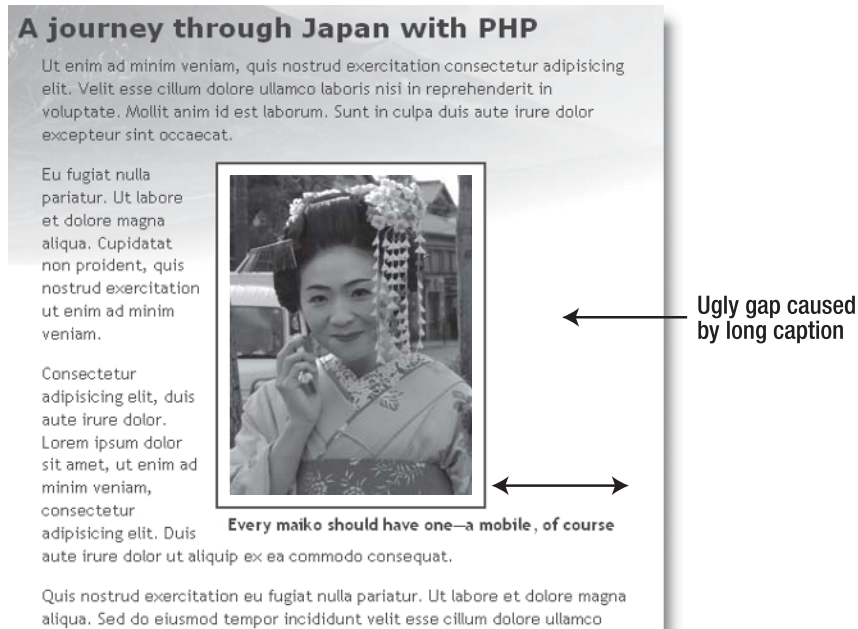 A journey through Japan with PHP
Ut enim ad minim veniam, quis nostrud exercitation consectetur adipisicing
elit. Velit esse cillum dolore ullamco laboris nisi in reprehenderit in
voluptate. Mollit anim id est laborum. Sunt in culpa duis aute irure dolor
excepteur sint occaecat.
Eu fugiat nulla
pariatur. Ut labore
et dolore magna
aliqua. Cupidatat
non proident, quis
nostrud exercitation
ut enim ad minim
veniam.
Consectetur
adipisicing elit, duis
aute irure dolor.
Lorem ipsum dolor
sit amet, ut enim ad
minim veniam,
consectetur
adipisicing elit. Duis
aute irure dolor ut aliquip ex ea commodo consequat.
Every maiko should have one—a mobile, of course
Ugly gap caused
by long caption
Quis nostrud exercitation eu fugiat nulla pariatur. Ut labore et dolore magna
aliqua. Sed do eiusmod tempor incididunt velit esse cillum dolore ullamco